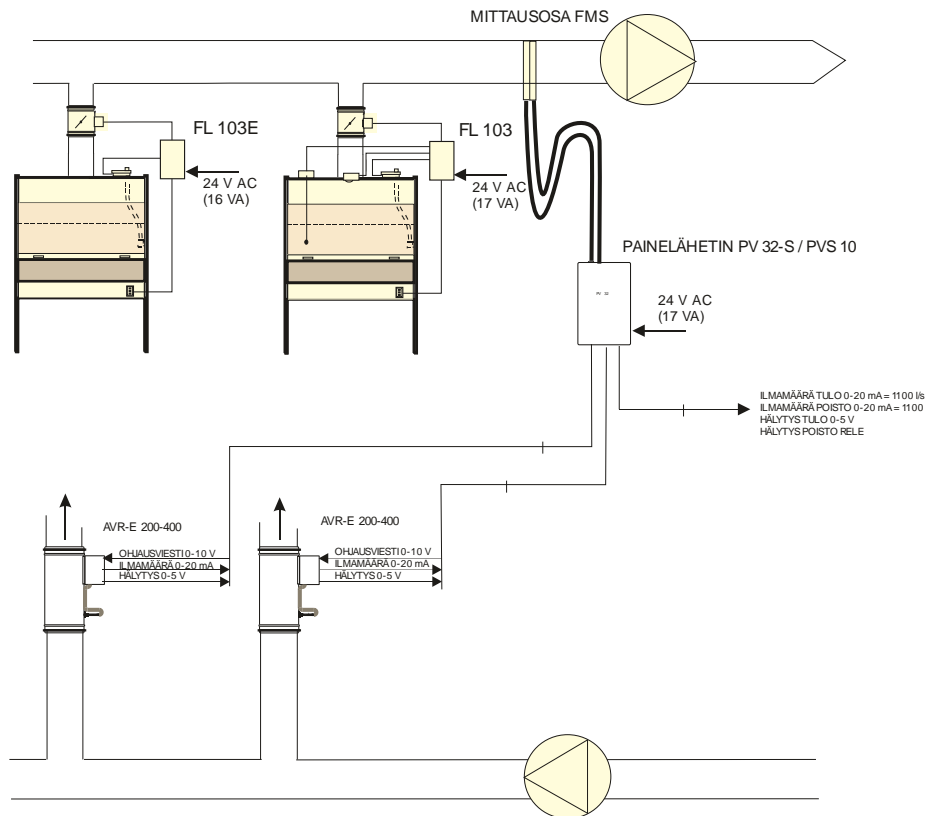 MITTAUSOSA FMS
FL 103E
24 V AC
(16 VA)
FL 103
24 V AC
(17 VA)
PAINELÄHETIN PV 32-S / PVS 10
PV 32
24 V AC
(17 VA)
ILMAMÄÄRÄ TULO 0-20 mA = 1100 l/s
ILMAMÄÄRÄ POISTO 0-20 mA = 1100
HÄLYTYS TULO 0-5 V
HÄLYTYS POISTO RELE
AVR-E 200-400
OHJAUSVIESTI 0-10 V
ILMAMÄÄRÄ 0-20 mA
HÄLYTYS 0-5 V
AVR-E 200-400
OHJAUSVIESTI 0-10 V
ILMAMÄÄRÄ 0-20 mA
HÄLYTYS 0-5 V